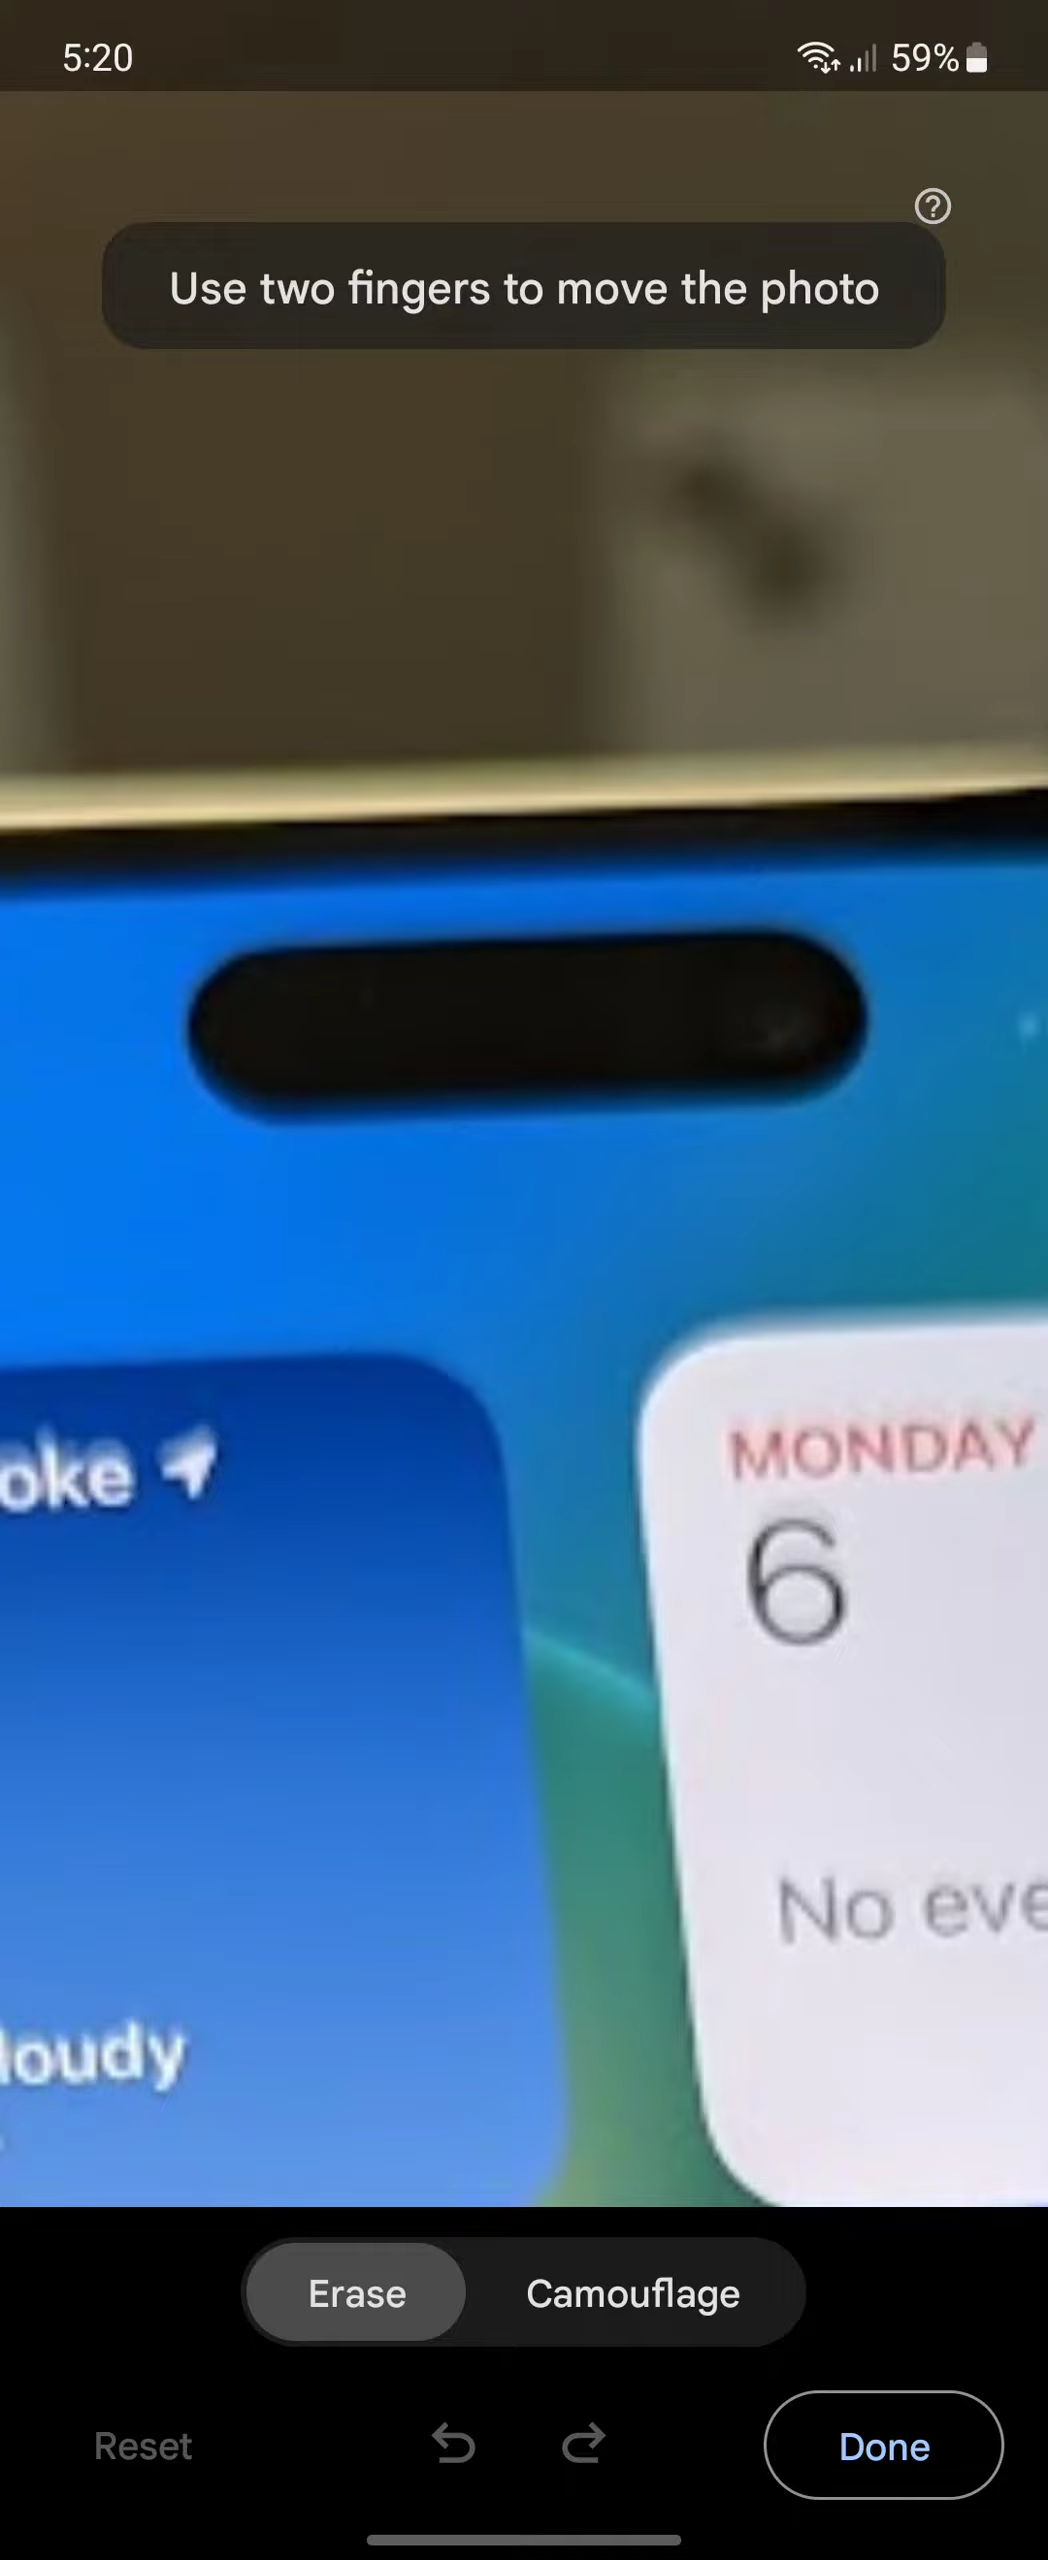 5:20
59%
Use two fingers to move the photo
oke
MONDAY
6
No eve
loudy
Erase
Camouflage
Reset
Done